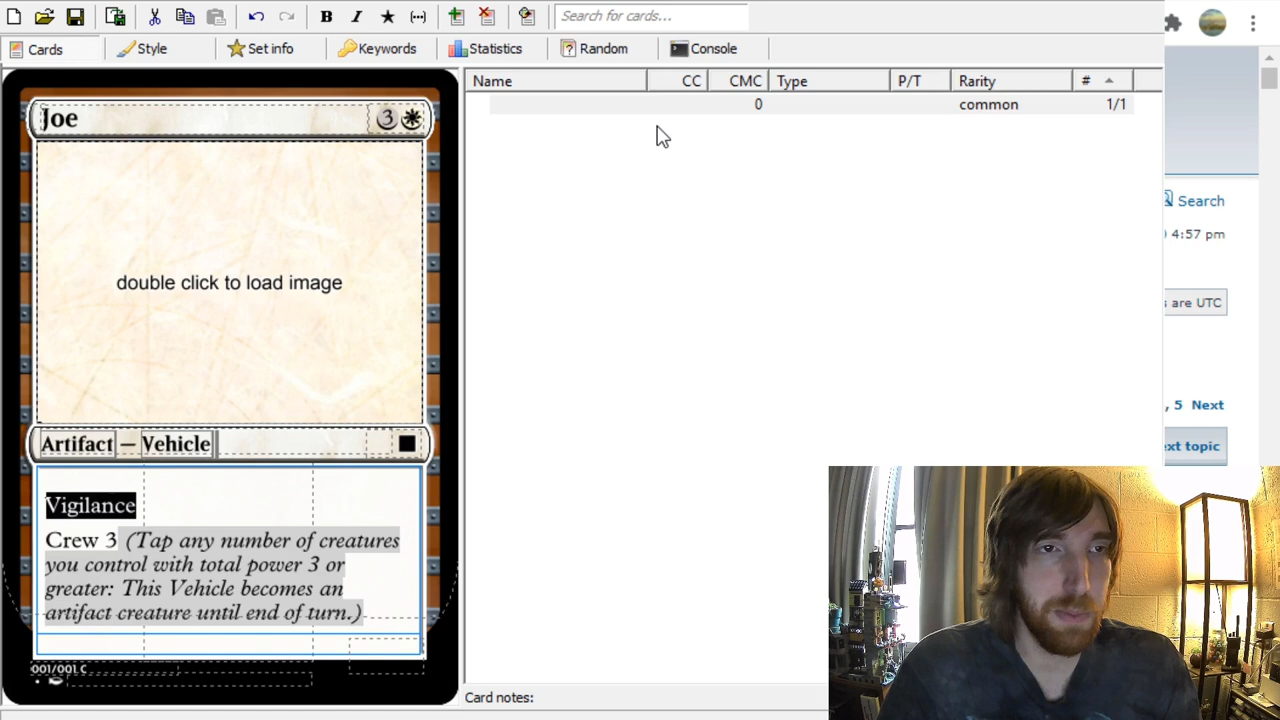 B I
Search for cards...
Cards Style Set info Keywords Statistics Random Console
Name CC CMC Type P/T Rarity #
0 common 1/1
Joe 3
double click to load image
Artifact — Vehicle
Vigilance
Crew 3 (Tap any number of creatures
you control with total power 3 or
greater: This Vehicle becomes an
artifact creature until end of turn.)
001/001 C
Card notes:
Search
4:57 pm
s are UTC
, 5 Next
ext topic